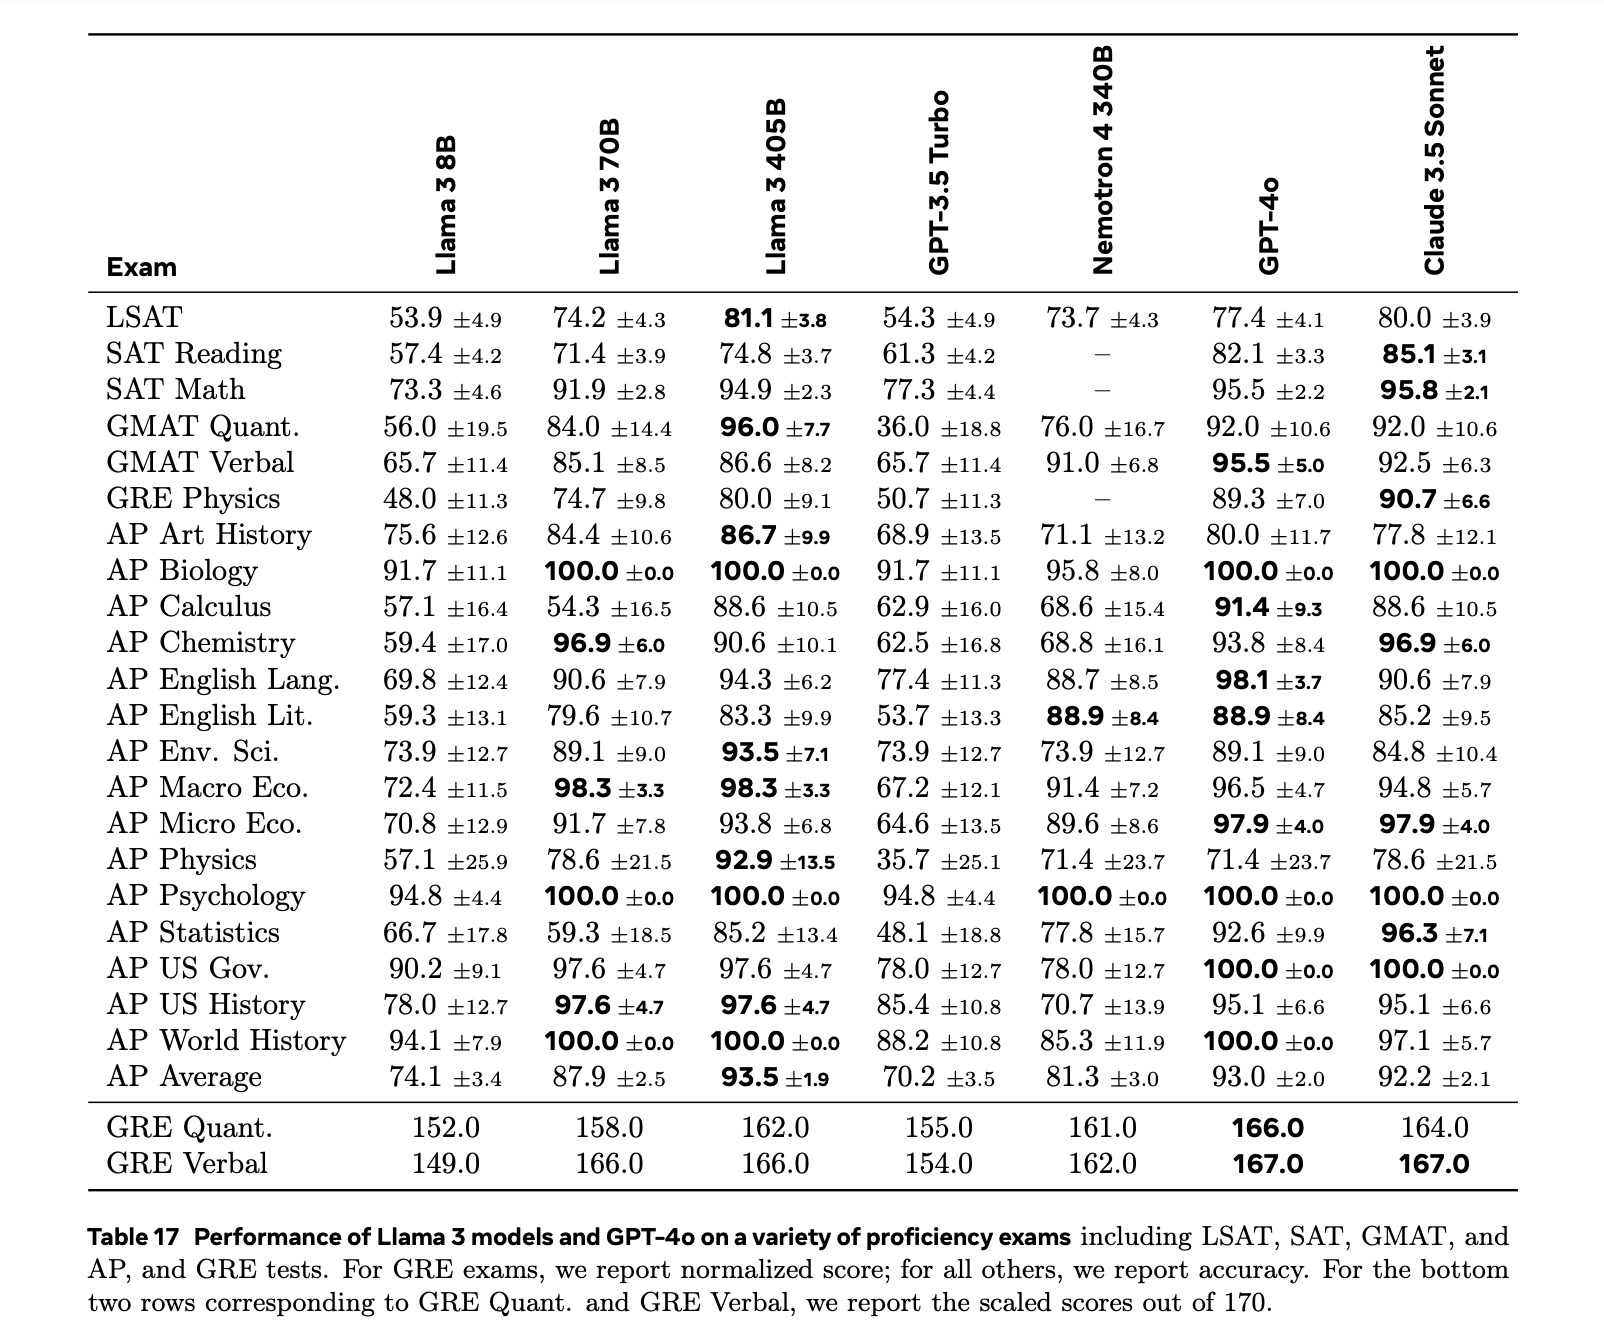 Exam Llama 3 8B Llama 3 70B Llama 3 405B GPT-3.5 Turbo Nemotron 4 340B GPT-4o Claude 3.5 Sonnet
LSAT 53.9 ±4.9 74.2 ±4.3 81.1 ±3.8 54.3 ±4.9 73.7 ±4.3 77.4 ±4.1 80.0 ±3.9
SAT Reading 57.4 ±4.2 71.4 ±3.9 74.8 ±3.7 61.3 ±4.2 – 82.1 ±3.3 85.1 ±3.1
SAT Math 73.3 ±4.6 91.9 ±2.8 94.9 ±2.3 77.3 ±4.4 – 95.5 ±2.2 95.8 ±2.1
GMAT Quant. 56.0 ±19.5 84.0 ±14.4 96.0 ±7.7 36.0 ±18.8 76.0 ±16.7 92.0 ±10.6 92.0 ±10.6
GMAT Verbal 65.7 ±11.4 85.1 ±8.5 86.6 ±8.2 65.7 ±11.4 91.0 ±6.8 95.5 ±5.0 92.5 ±6.3
GRE Physics 48.0 ±11.3 74.7 ±9.8 80.0 ±9.1 50.7 ±11.3 – 89.3 ±7.0 90.7 ±6.6
AP Art History 75.6 ±12.6 84.4 ±10.6 86.7 ±9.9 68.9 ±13.5 71.1 ±13.2 80.0 ±11.7 77.8 ±12.1
AP Biology 91.7 ±11.1 100.0 ±0.0 100.0 ±0.0 91.7 ±11.1 95.8 ±8.0 100.0 ±0.0 100.0 ±0.0
AP Calculus 57.1 ±16.4 54.3 ±16.5 88.6 ±10.5 62.9 ±16.0 68.6 ±15.4 91.4 ±9.3 88.6 ±10.5
AP Chemistry 59.4 ±17.0 96.9 ±6.0 90.6 ±10.1 62.5 ±16.8 68.8 ±16.1 93.8 ±8.4 96.9 ±6.0
AP English Lang. 69.8 ±12.4 90.6 ±7.9 94.3 ±6.2 77.4 ±11.3 88.7 ±8.5 98.1 ±3.7 90.6 ±7.9
AP English Lit. 59.3 ±13.1 79.6 ±10.7 83.3 ±9.9 53.7 ±13.3 88.9 ±8.4 88.9 ±8.4 85.2 ±9.5
AP Env. Sci. 73.9 ±12.7 89.1 ±9.0 93.5 ±7.1 73.9 ±12.7 73.9 ±12.7 89.1 ±9.0 84.8 ±10.4
AP Macro Eco. 72.4 ±11.5 98.3 ±3.3 98.3 ±3.3 67.2 ±12.1 91.4 ±7.2 96.5 ±4.7 94.8 ±5.7
AP Micro Eco. 70.8 ±12.9 91.7 ±7.8 93.8 ±6.8 64.6 ±13.5 89.6 ±8.6 97.9 ±4.0 97.9 ±4.0
AP Physics 57.1 ±25.9 78.6 ±21.5 92.9 ±13.5 35.7 ±25.1 71.4 ±23.7 71.4 ±23.7 78.6 ±21.5
AP Psychology 94.8 ±4.4 100.0 ±0.0 100.0 ±0.0 94.8 ±4.4 100.0 ±0.0 100.0 ±0.0 100.0 ±0.0
AP Statistics 66.7 ±17.8 59.3 ±18.5 85.2 ±13.4 48.1 ±18.8 77.8 ±15.7 92.6 ±9.9 96.3 ±7.1
AP US Gov. 90.2 ±9.1 97.6 ±4.7 97.6 ±4.7 78.0 ±12.7 78.0 ±12.7 100.0 ±0.0 100.0 ±0.0
AP US History 78.0 ±12.7 97.6 ±4.7 97.6 ±4.7 85.4 ±10.8 70.7 ±13.9 95.1 ±6.6 95.1 ±6.6
AP World History 94.1 ±7.9 100.0 ±0.0 100.0 ±0.0 88.2 ±10.8 85.3 ±11.9 100.0 ±0.0 97.1 ±5.7
AP Average 74.1 ±3.4 87.9 ±2.5 93.5 ±1.9 70.2 ±3.5 81.3 ±3.0 93.0 ±2.0 92.2 ±2.1
GRE Quant. 152.0 158.0 162.0 155.0 161.0 166.0 164.0
GRE Verbal 149.0 166.0 166.0 154.0 162.0 167.0 167.0
Table 17 Performance of Llama 3 models and GPT-4o on a variety of proficiency exams including LSAT, SAT, GMAT, and
AP, and GRE tests. For GRE exams, we report normalized score; for all others, we report accuracy. For the bottom
two rows corresponding to GRE Quant. and GRE Verbal, we report the scaled scores out of 170.